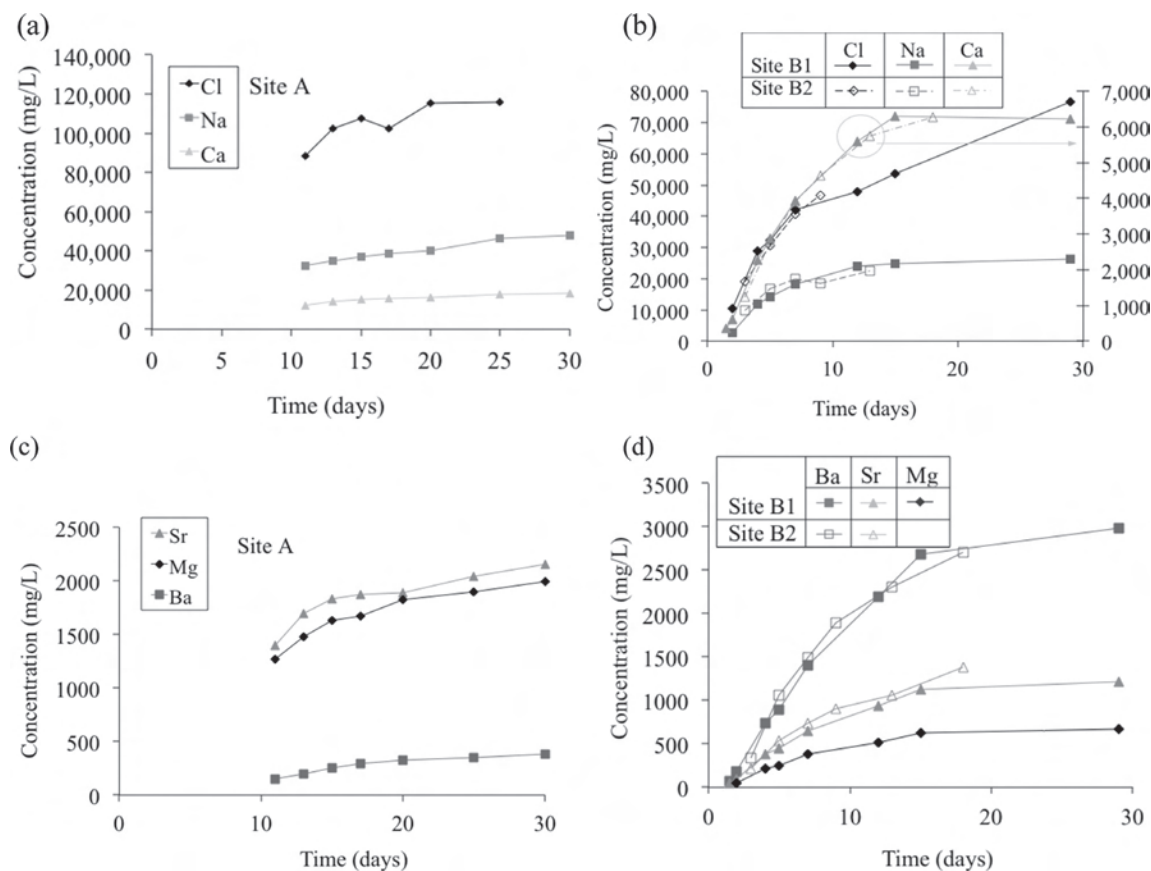 (a)
Concentration (mg/L)
140,000
120,000
100,000
80,000
60,000
40,000
20,000
0
Cl
Na
Ca
Site A
0 5 10 15 20 25 30
Time (days)
(b)
Cl Na Ca
Site B1
Site B2
Concentration (mg/L)
80,000
70,000
60,000
50,000
40,000
30,000
20,000
10,000
0
7,000
6,000
5,000
4,000
3,000
2,000
1,000
0
0 10 20 30
Time (days)
(c)
Concentration (mg/L)
2500
2000
1500
1000
500
0
Sr
Mg
Ba
Site A
0 10 20 30
Time (days)
(d)
Ba Sr Mg
Site B1
Site B2
Concentration (mg/L)
3500
3000
2500
2000
1500
1000
500
0
0 10 20 30
Time (days)